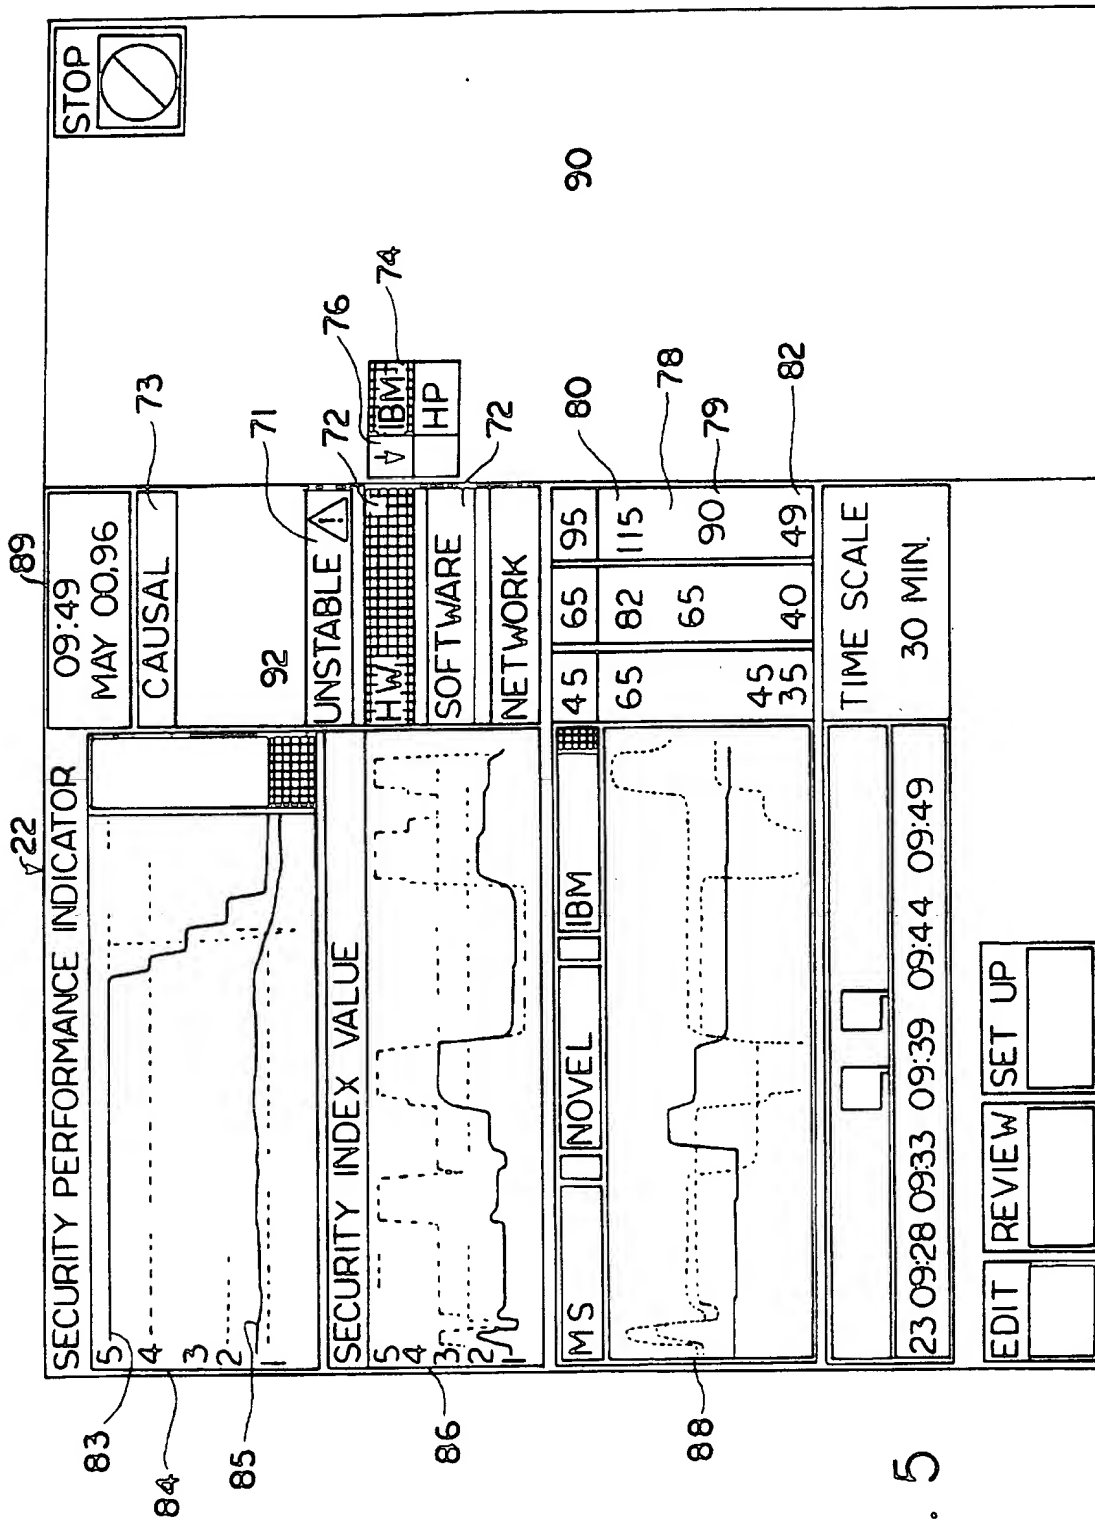 22
89
SECURITY PERFORMANCE INDICATOR
09:49
MAY 00,96
STOP
83
84
85
5
4
3
2
1
CAUSAL
73
92
71
UNSTABLE
72
SECURITY INDEX VALUE
HW
76
IBM
74
HP
86
5
4
3
2
1
SOFTWARE
72
NETWORK
90
MS
NOVEL
IBM
45
65
95
80
88
65
82
115
78
65
90
79
45
35
40
49
82
TIME SCALE
30 MIN.
23 09:28 09:33 09:39 09:44 09:49
EDIT
REVIEW
SET UP
. 5